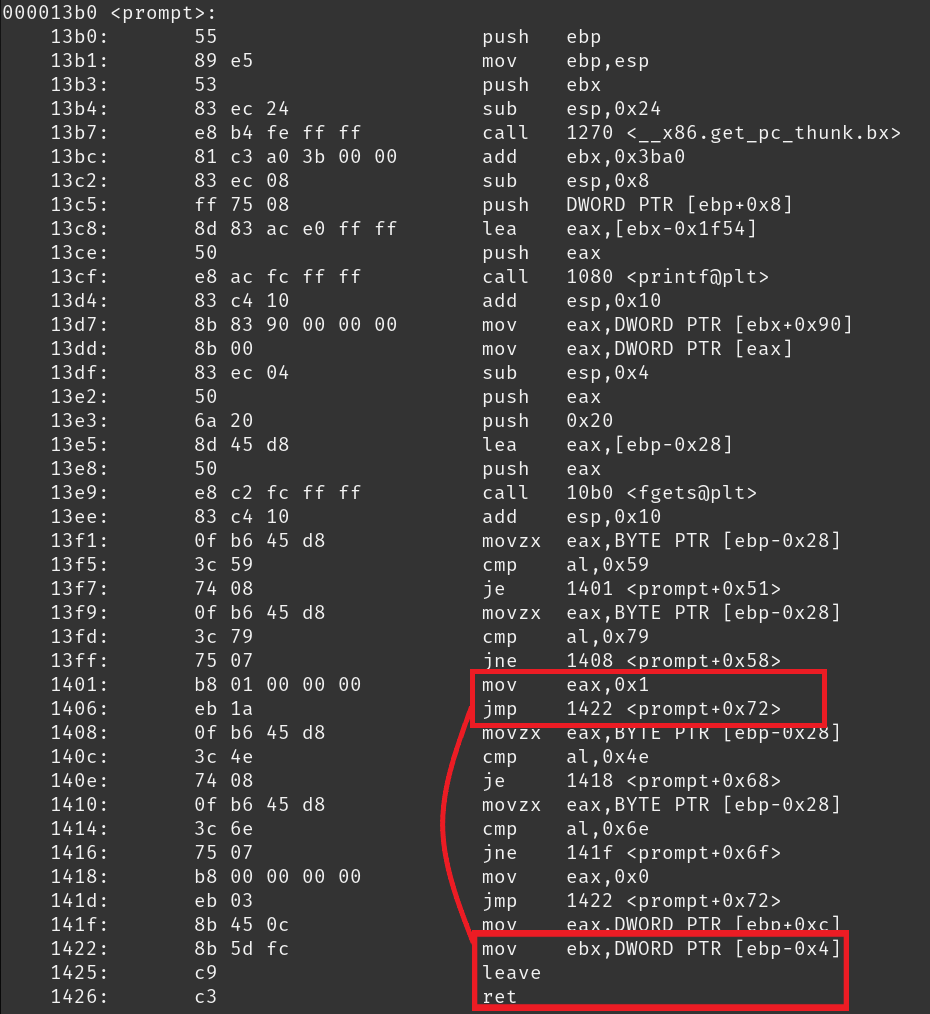 000013b0 <prompt>:
13b0: 55 push ebp
13b1: 89 e5 mov ebp,esp
13b3: 53 push ebx
13b4: 83 ec 24 sub esp,0x24
13b7: e8 b4 fe ff ff call 1270 <__x86.get_pc_thunk.bx>
13bc: 81 c3 a0 3b 00 00 add ebx,0x3ba0
13c2: 83 ec 08 sub esp,0x8
13c5: ff 75 08 push DWORD PTR [ebp+0x8]
13c8: 8d 83 ac e0 ff ff lea eax,[ebx-0x1f54]
13ce: 50 push eax
13cf: e8 ac fc ff ff call 1080 <printf@plt>
13d4: 83 c4 10 add esp,0x10
13d7: 8b 83 90 00 00 00 mov eax,DWORD PTR [ebx+0x90]
13dd: 8b 00 mov eax,DWORD PTR [eax]
13df: 83 ec 04 sub esp,0x4
13e2: 50 push eax
13e3: 6a 20 push 0x20
13e5: 8d 45 d8 lea eax,[ebp-0x28]
13e8: 50 push eax
13e9: e8 c2 fc ff ff call 10b0 <fgets@plt>
13ee: 83 c4 10 add esp,0x10
13f1: 0f b6 45 d8 movzx eax,BYTE PTR [ebp-0x28]
13f5: 3c 59 cmp al,0x59
13f7: 74 08 je 1401 <prompt+0x51>
13f9: 0f b6 45 d8 movzx eax,BYTE PTR [ebp-0x28]
13fd: 3c 79 cmp al,0x79
13ff: 75 07 jne 1408 <prompt+0x58>
1401: b8 01 00 00 00 mov eax,0x1
1406: eb 1a jmp 1422 <prompt+0x72>
1408: 0f b6 45 d8 movzx eax,BYTE PTR [ebp-0x28]
140c: 3c 4e cmp al,0x4e
140e: 74 08 je 1418 <prompt+0x68>
1410: 0f b6 45 d8 movzx eax,BYTE PTR [ebp-0x28]
1414: 3c 6e cmp al,0x6e
1416: 75 07 jne 141f <prompt+0x6f>
1418: b8 00 00 00 00 mov eax,0x0
141d: eb 03 jmp 1422 <prompt+0x72>
141f: 8b 45 0c mov eax,DWORD PTR [ebp+0xc]
1422: 8b 5d fc mov ebx,DWORD PTR [ebp-0x4]
1425: c9 leave
1426: c3 ret